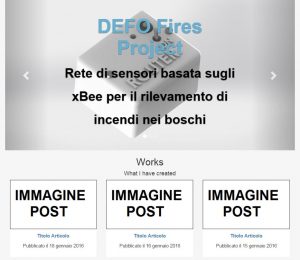 DEFO Fires
Project
Rete di sensori basata sugli
xBee per il rilevamento di
incendi nei boschi
ROUTER
Works
What I have created
IMMAGINE
POST
IMMAGINE
POST
IMMAGINE
POST
Titolo Articolo
Titolo Articolo
Titolo Articolo
Pubblicato il 18 gennaio 2016
Pubblicato il 16 gennaio 2016
Pubblicato il 15 gennaio 2016